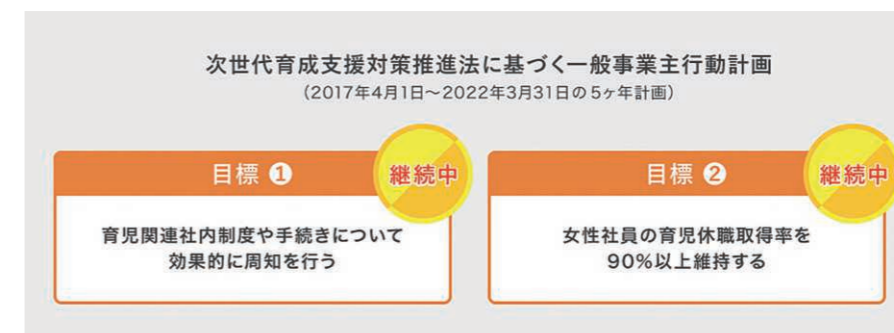 次世代育成支援対策推進法に基づく一般事業主行動計画
（2017年4月1日～2022年3月31日の5ヶ年計画）
目標 ❶
継続中
育児関連社内制度や手続きについて
効果的に周知を行う
目標 ❷
継続中
女性社員の育児休職取得率を
90%以上維持する